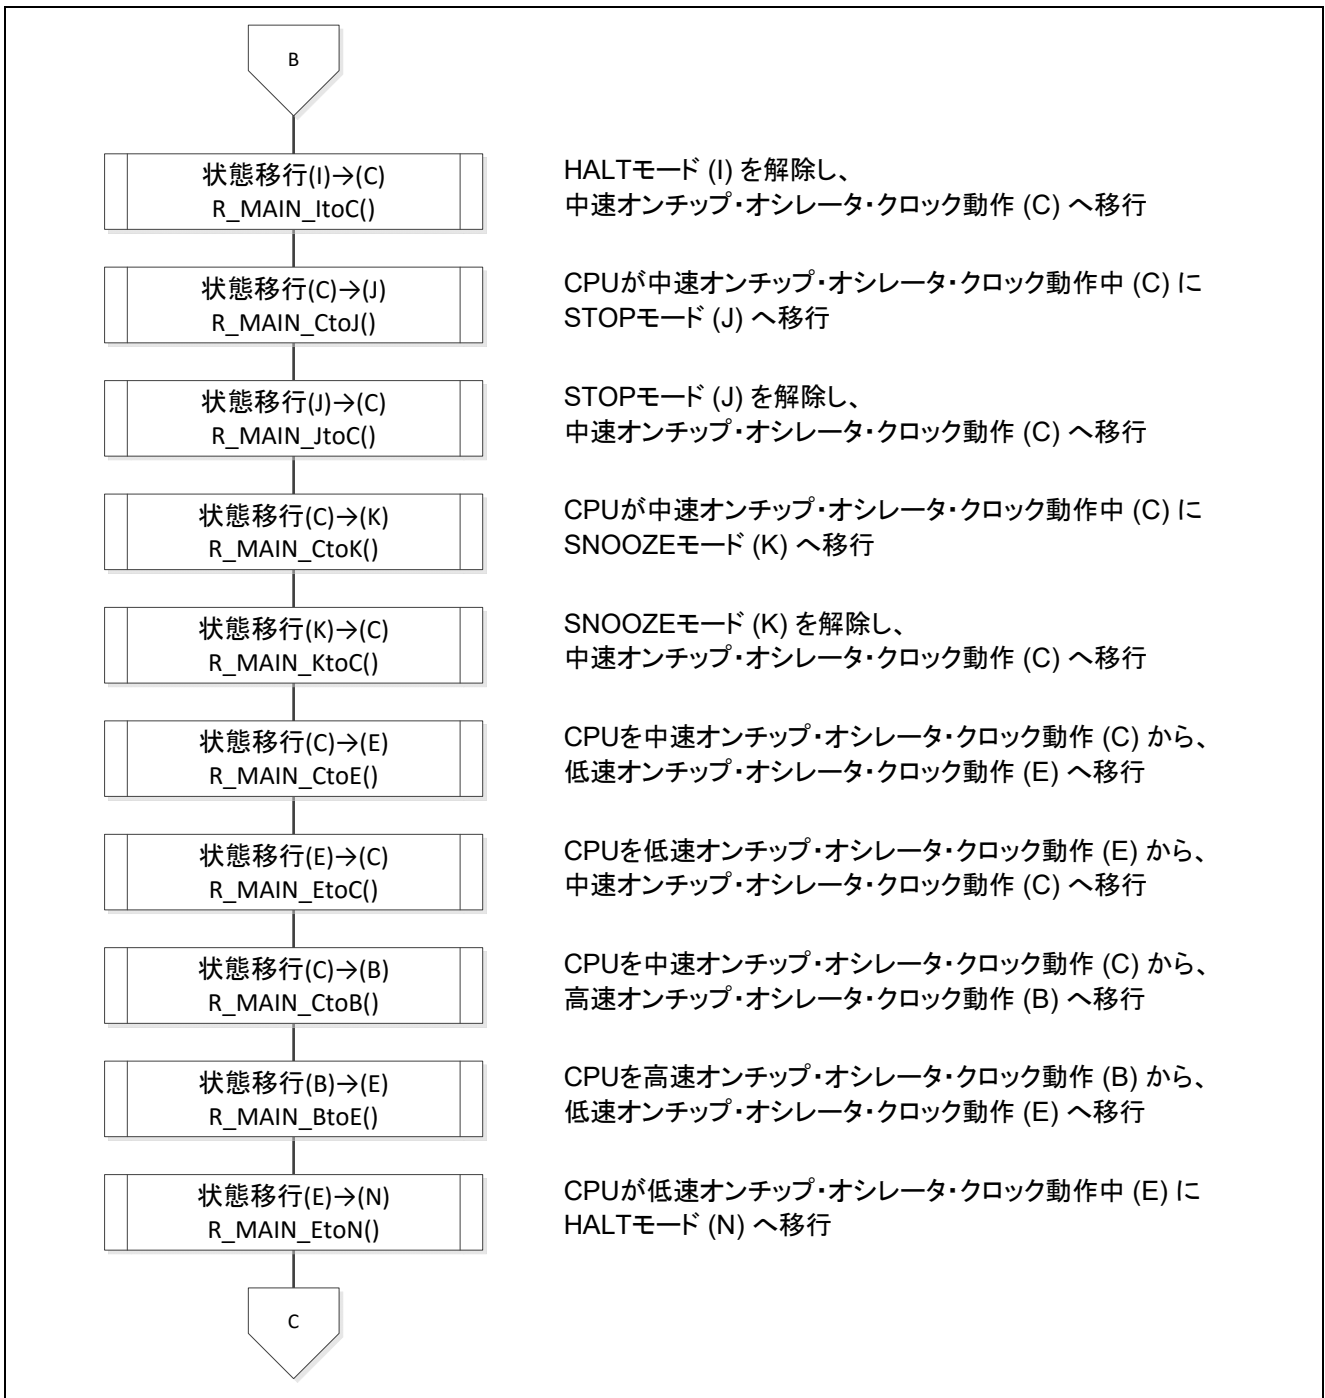 B
状態移行(I)→(C)
R_MAIN_ItoC()
HALTモード (I) を解除し、
中速オンチップ・オシレータ・クロック動作 (C) へ移行
状態移行(C)→(J)
R_MAIN_CtoJ()
CPUが中速オンチップ・オシレータ・クロック動作中 (C) に
STOPモード (J) へ移行
状態移行(J)→(C)
R_MAIN_JtoC()
STOPモード (J) を解除し、
中速オンチップ・オシレータ・クロック動作 (C) へ移行
状態移行(C)→(K)
R_MAIN_CtoK()
CPUが中速オンチップ・オシレータ・クロック動作中 (C) に
SNOOZEモード (K) へ移行
状態移行(K)→(C)
R_MAIN_KtoC()
SNOOZEモード (K) を解除し、
中速オンチップ・オシレータ・クロック動作 (C) へ移行
状態移行(C)→(E)
R_MAIN_CtoE()
CPUを中速オンチップ・オシレータ・クロック動作 (C) から、
低速オンチップ・オシレータ・クロック動作 (E) へ移行
状態移行(E)→(C)
R_MAIN_EtoC()
CPUを低速オンチップ・オシレータ・クロック動作 (E) から、
中速オンチップ・オシレータ・クロック動作 (C) へ移行
状態移行(C)→(B)
R_MAIN_CtoB()
CPUを中速オンチップ・オシレータ・クロック動作 (C) から、
高速オンチップ・オシレータ・クロック動作 (B) へ移行
状態移行(B)→(E)
R_MAIN_BtoE()
CPUを高速オンチップ・オシレータ・クロック動作 (B) から、
低速オンチップ・オシレータ・クロック動作 (E) へ移行
状態移行(E)→(N)
R_MAIN_EtoN()
CPUが低速オンチップ・オシレータ・クロック動作中 (E) に
HALTモード (N) へ移行
C